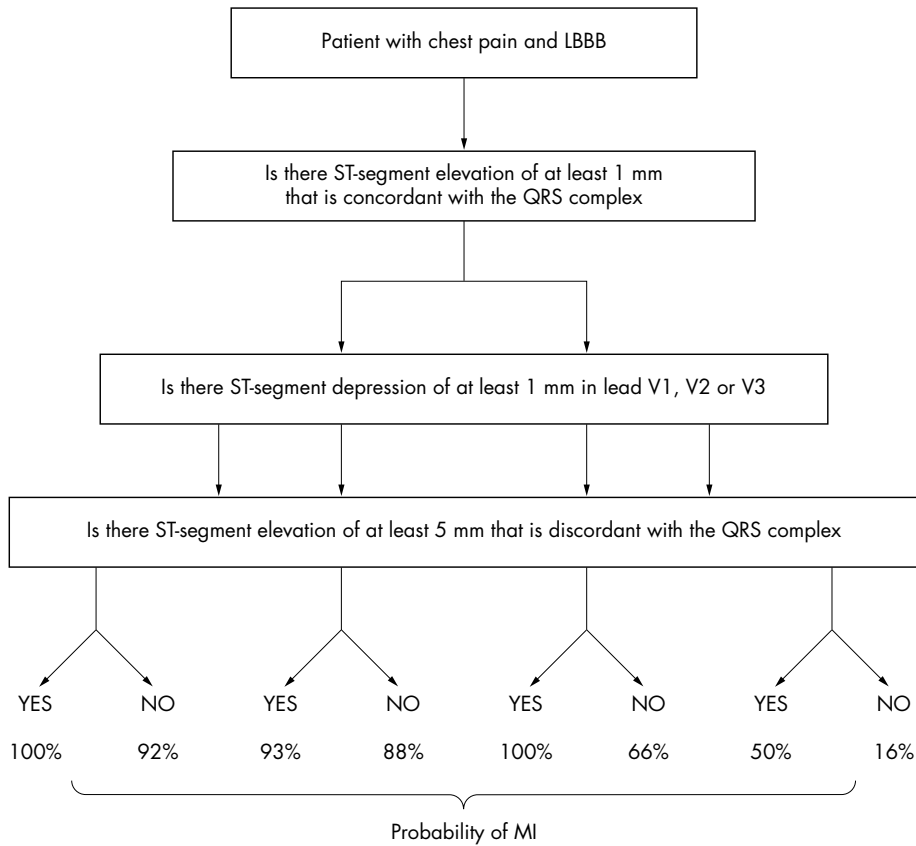 Patient with chest pain and LBBB
Is there ST-segment elevation of at least 1 mm
that is concordant with the QRS complex
Is there ST-segment depression of at least 1 mm in lead V1, V2 or V3
Is there ST-segment elevation of at least 5 mm that is discordant with the QRS complex
YES NO YES NO YES NO YES NO
100% 92% 93% 88% 100% 66% 50% 16%
Probability of MI